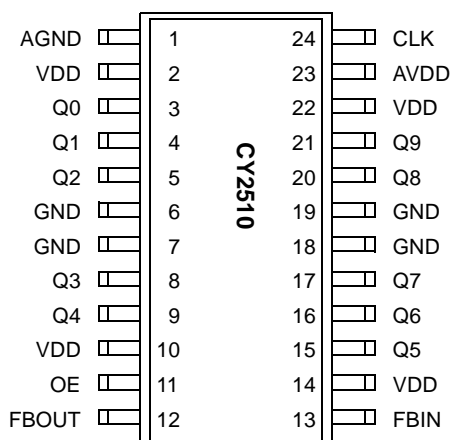 AGND 1 24 CLK
VDD 2 23 AVDD
Q0 3 22 VDD
Q1 4 21 Q9
Q2 5 20 Q8
GND 6 19 GND
GND 7 18 GND
Q3 8 17 Q7
Q4 9 16 Q6
VDD 10 15 Q5
OE 11 14 VDD
FBOUT 12 13 FBIN
CY2510